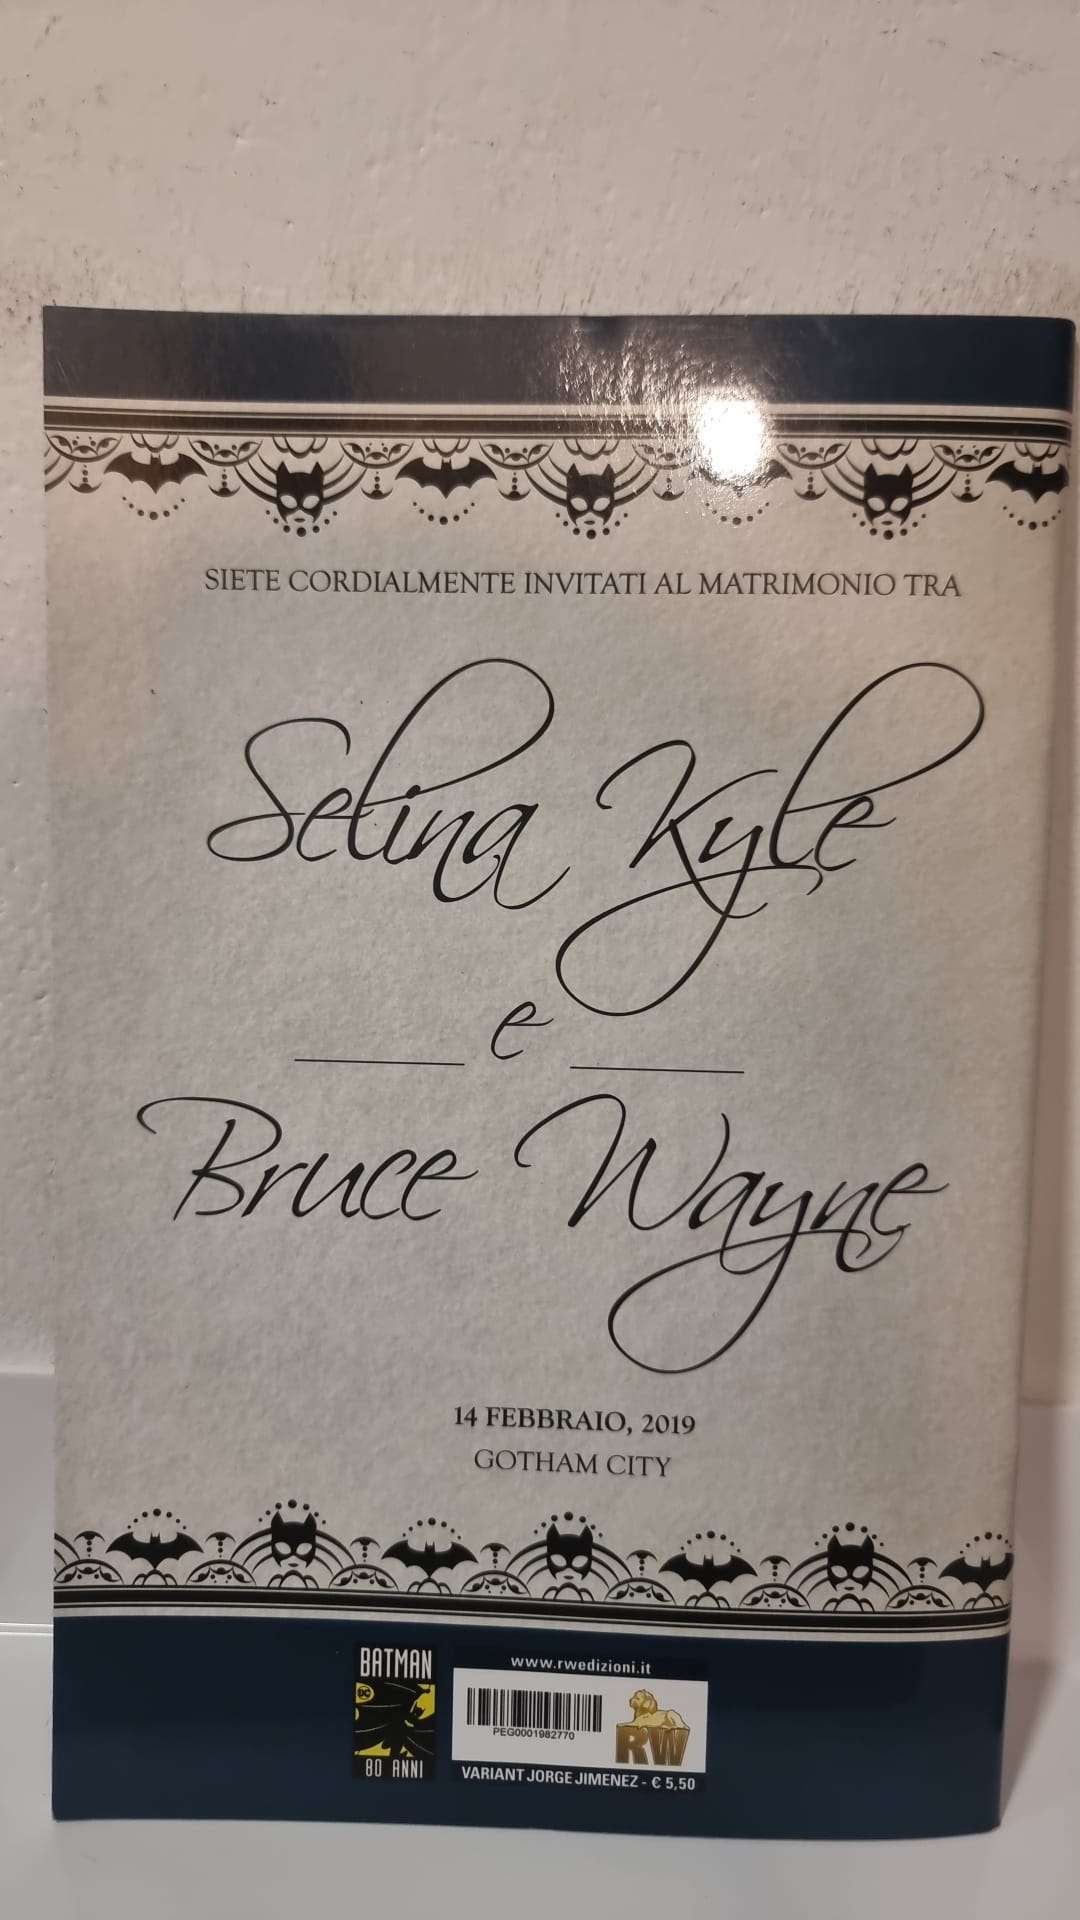 SIETE CORDIALMENTE INVITATI AL MATRIMONIO TRA
Selina Kyle
e
Bruce Wayne
14 FEBBRAIO, 2019
GOTHAM CITY
BATMAN
DC
80 ANNI
www.rwedizioni.it
PEG0001982770
RW
VARIANT JORGE JIMENEZ - € 5,50